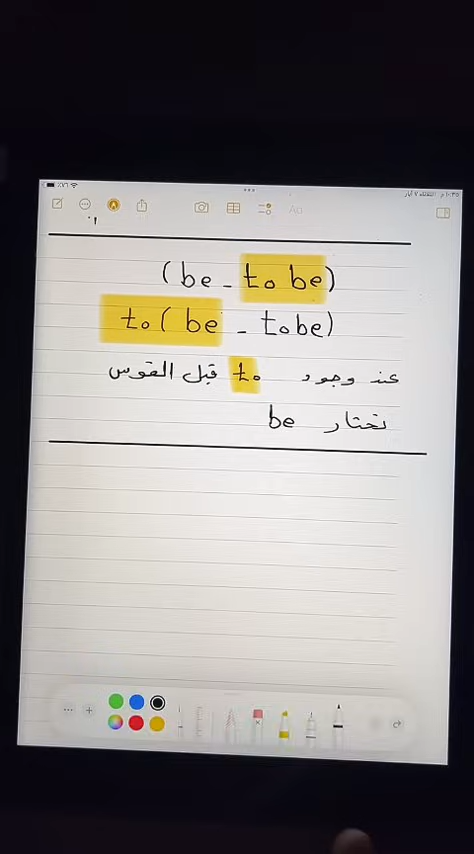 (be - to be)
to ( be - to be)
عند وجود to قبل القوس
نختار be